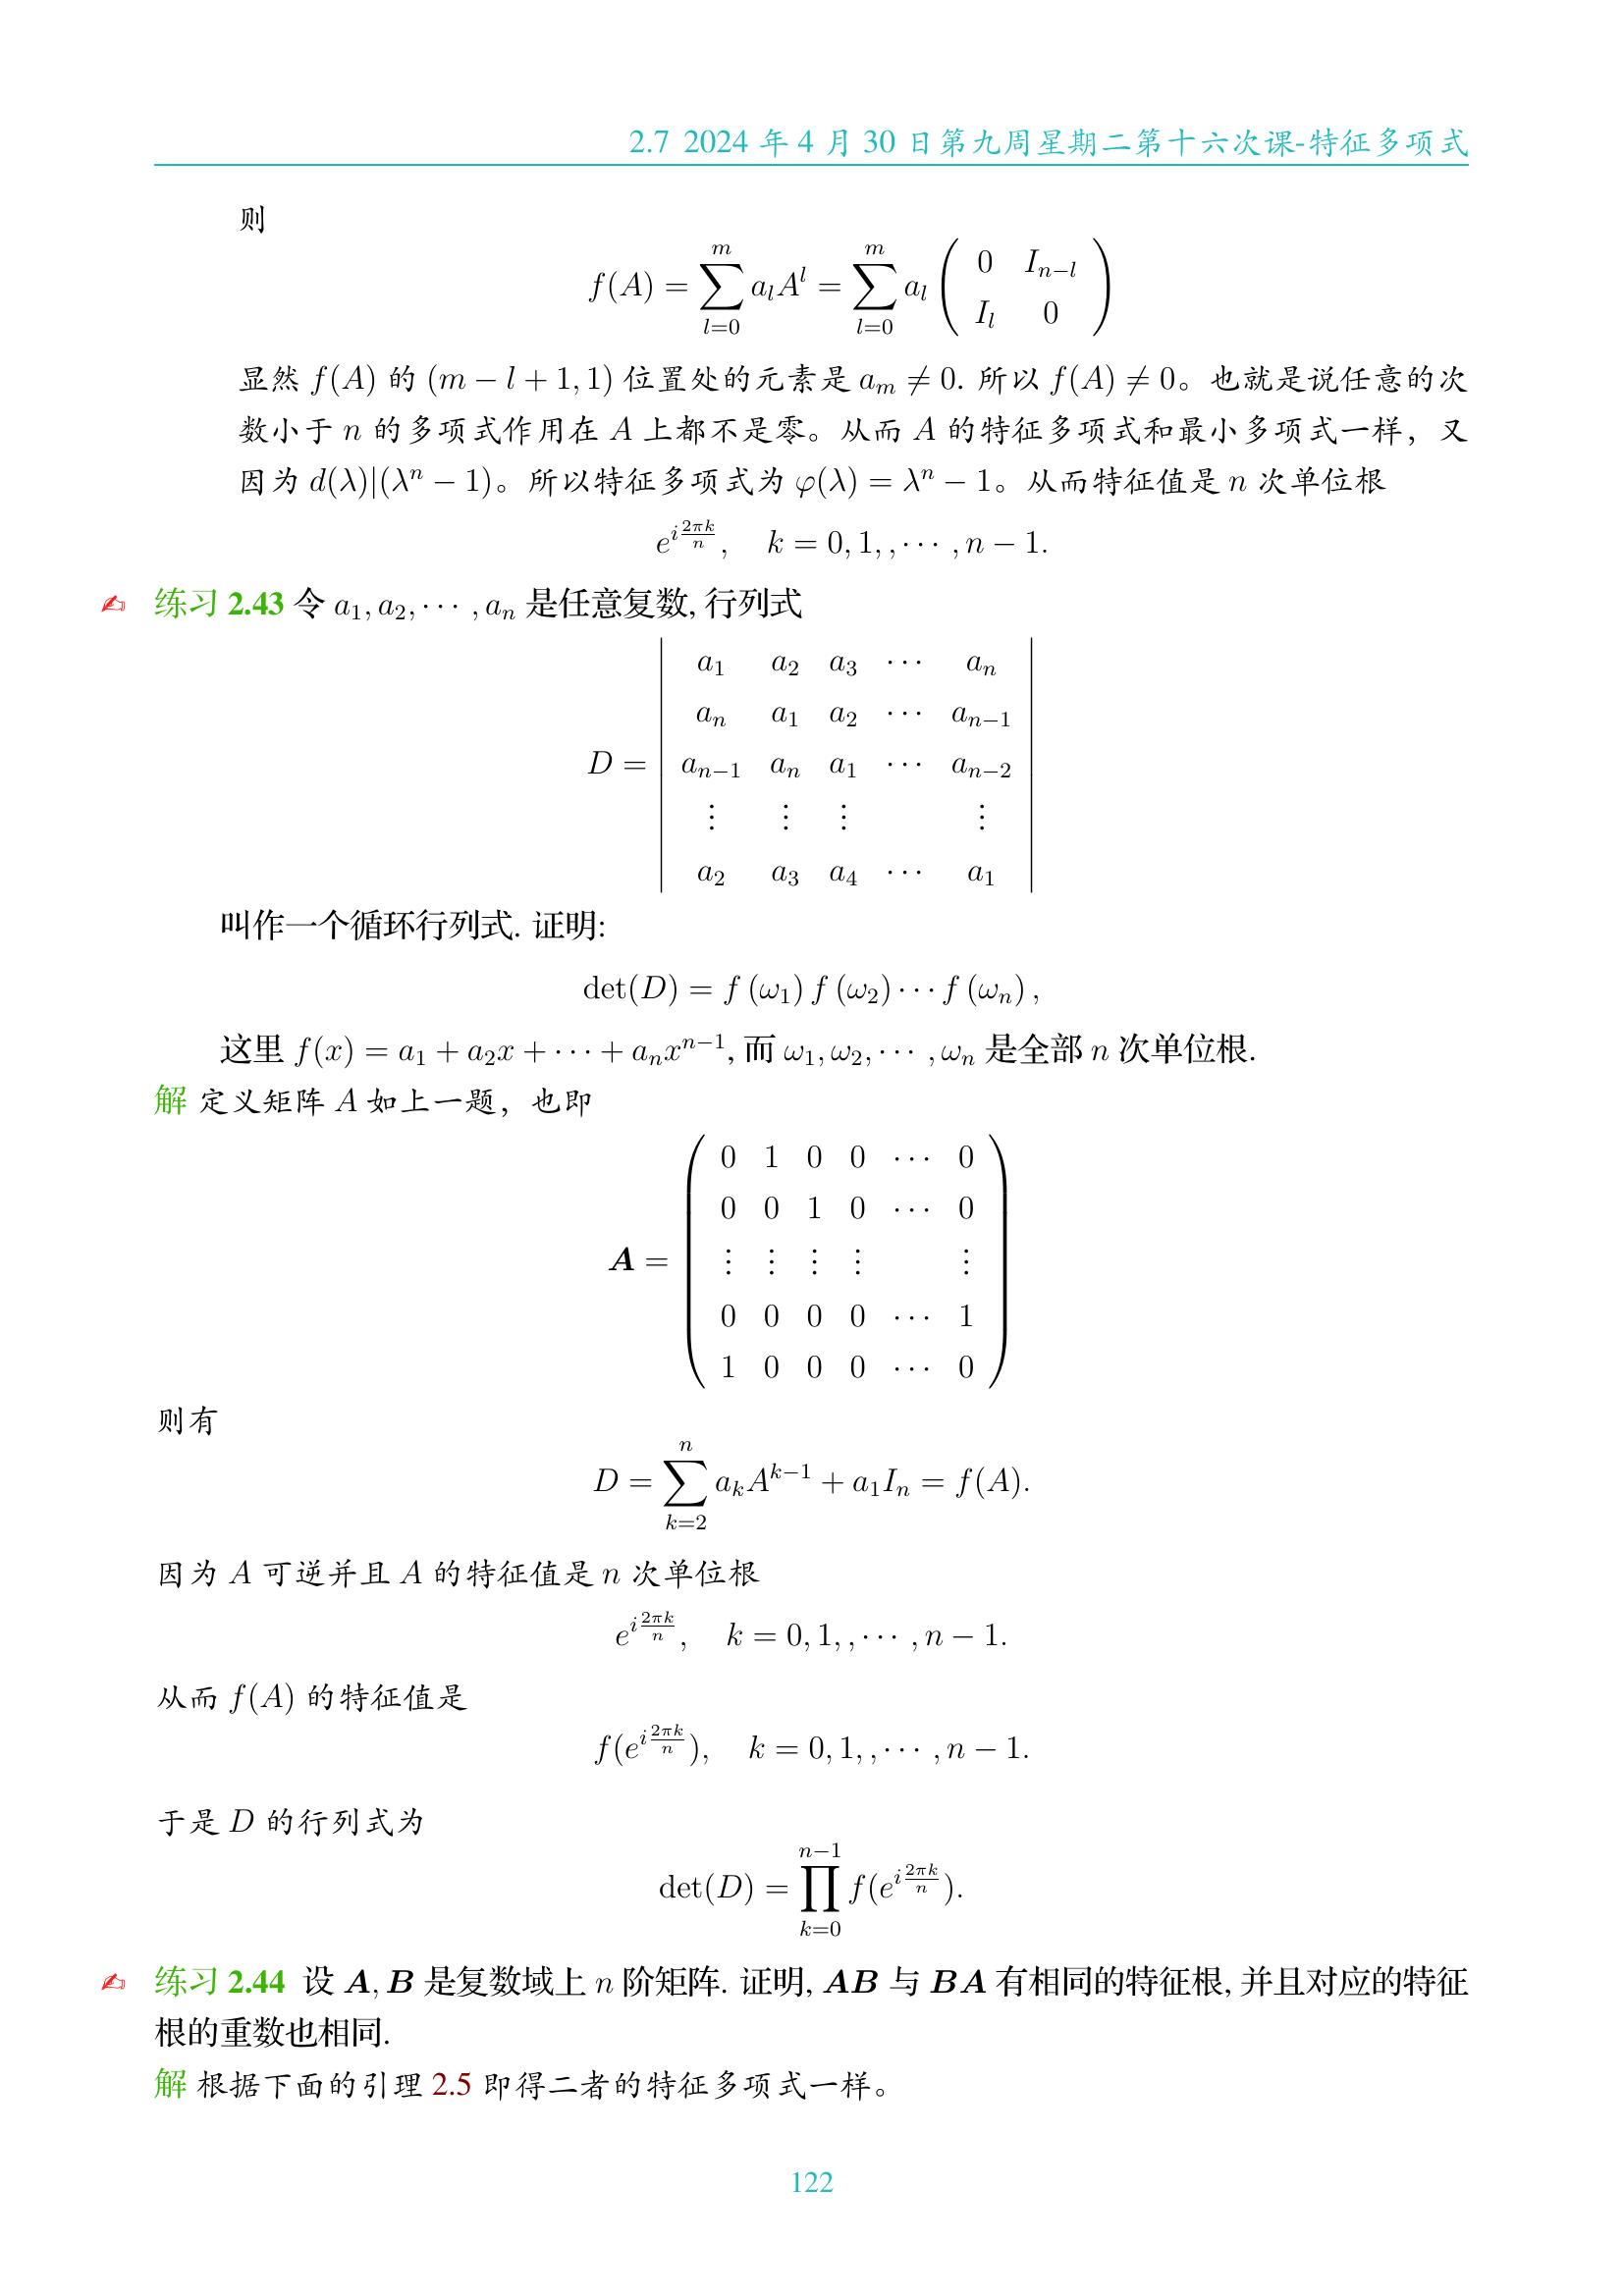 2.7 2024 年 4 月 30 日第九周星期二第十六次课-特征多项式
则
$f(A) = \sum_{l=0}^{m} a_l A^l = \sum_{l=0}^{m} a_l \left( \begin{array}{cc} 0 & I_{n-l} \\ I_l & 0 \end{array} \right)$
显然 $f(A)$ 的 $(m-l+1,1)$ 位置处的元素是 $a_m \neq 0$. 所以 $f(A) \neq 0$。也就是说任意的次
数小于 $n$ 的多项式作用在 $A$ 上都不是零。从而 $A$ 的特征多项式和最小多项式一样，又
因为 $d(\lambda)|(\lambda^n-1)$。所以特征多项式为 $\varphi(\lambda) = \lambda^n - 1$。从而特征值是 $n$ 次单位根
$e^{i\frac{2\pi k}{n}}, \quad k = 0, 1, , \cdots, n-1.$
✍ 练习 2.43 令 $a_1, a_2, \cdots, a_n$ 是任意复数, 行列式
$D = \left| \begin{array}{ccccc} a_1 & a_2 & a_3 & \cdots & a_n \\ a_n & a_1 & a_2 & \cdots & a_{n-1} \\ a_{n-1} & a_n & a_1 & \cdots & a_{n-2} \\ \vdots & \vdots & \vdots & & \vdots \\ a_2 & a_3 & a_4 & \cdots & a_1 \end{array} \right|$
叫作一个循环行列式. 证明:
$\det(D) = f(\omega_1) f(\omega_2) \cdots f(\omega_n),$
这里 $f(x) = a_1 + a_2x + \cdots + a_nx^{n-1}$, 而 $\omega_1, \omega_2, \cdots, \omega_n$ 是全部 $n$ 次单位根.
解 定义矩阵 $A$ 如上一题，也即
$\boldsymbol{A} = \left( \begin{array}{cccccc} 0 & 1 & 0 & 0 & \cdots & 0 \\ 0 & 0 & 1 & 0 & \cdots & 0 \\ \vdots & \vdots & \vdots & \vdots & & \vdots \\ 0 & 0 & 0 & 0 & \cdots & 1 \\ 1 & 0 & 0 & 0 & \cdots & 0 \end{array} \right)$
则有
$D = \sum_{k=2}^{n} a_k A^{k-1} + a_1 I_n = f(A).$
因为 $A$ 可逆并且 $A$ 的特征值是 $n$ 次单位根
$e^{i\frac{2\pi k}{n}}, \quad k = 0, 1, , \cdots, n-1.$
从而 $f(A)$ 的特征值是
$f(e^{i\frac{2\pi k}{n}}), \quad k = 0, 1, , \cdots, n-1.$
于是 $D$ 的行列式为
$\det(D) = \prod_{k=0}^{n-1} f(e^{i\frac{2\pi k}{n}}).$
✍ 练习 2.44 设 $\boldsymbol{A}, \boldsymbol{B}$ 是复数域上 $n$ 阶矩阵. 证明, $\boldsymbol{AB}$ 与 $\boldsymbol{BA}$ 有相同的特征根, 并且对应的特征
根的重数也相同.
解 根据下面的引理 2.5 即得二者的特征多项式一样。
122